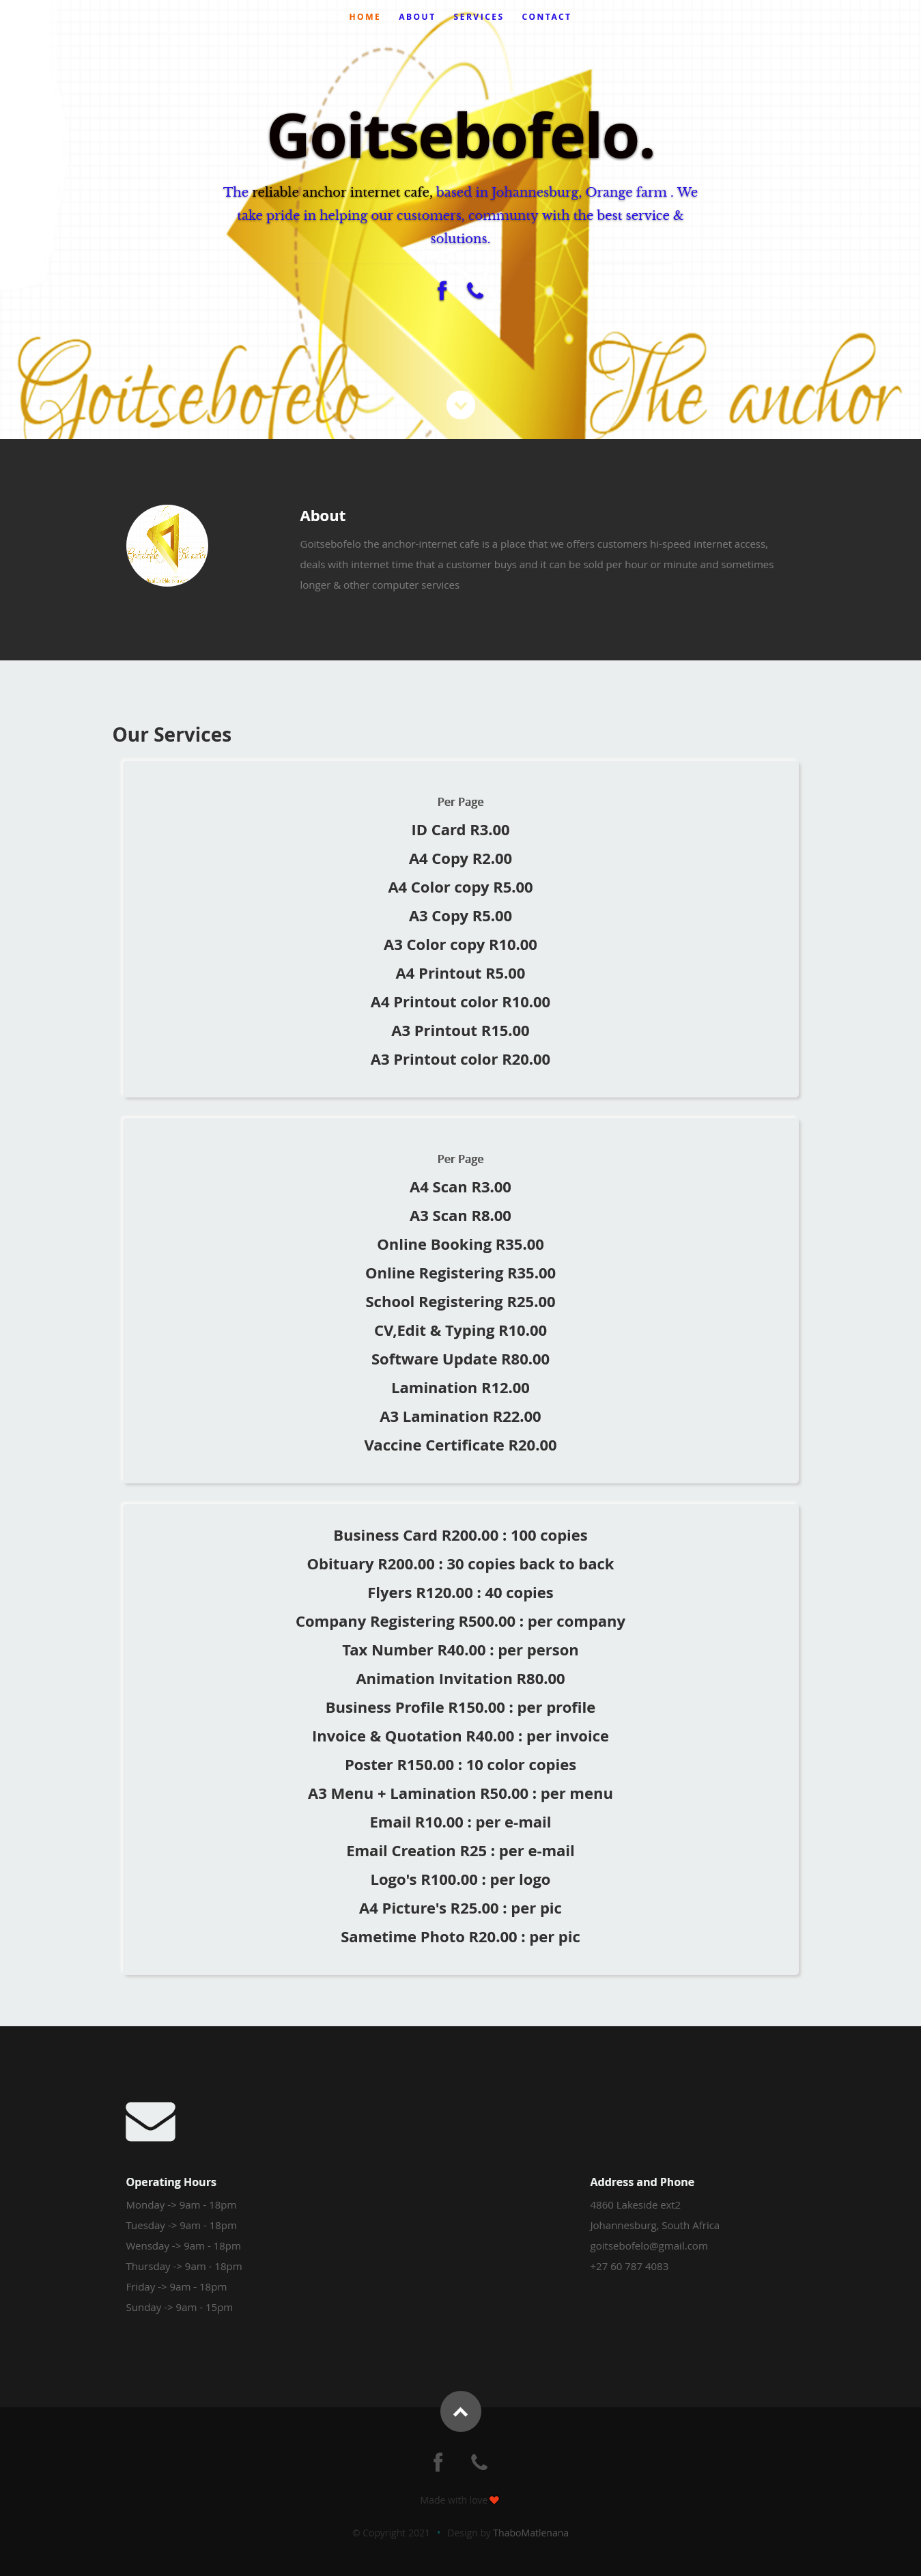 HOME ABOUT SERVICES CONTACT
Goitsebofelo.
The reliable anchor internet cafe, based in Johannesburg, Orange farm . We
take pride in helping our customers, communty with the best service &
solutions.
Goitsebofelo The anchor
About
Goitsebofelo the anchor-internet cafe is a place that we offers customers hi-speed internet access,
deals with internet time that a customer buys and it can be sold per hour or minute and sometimes
longer & other computer services
Our Services
Per Page
ID Card R3.00
A4 Copy R2.00
A4 Color copy R5.00
A3 Copy R5.00
A3 Color copy R10.00
A4 Printout R5.00
A4 Printout color R10.00
A3 Printout R15.00
A3 Printout color R20.00
Per Page
A4 Scan R3.00
A3 Scan R8.00
Online Booking R35.00
Online Registering R35.00
School Registering R25.00
CV,Edit & Typing R10.00
Software Update R80.00
Lamination R12.00
A3 Lamination R22.00
Vaccine Certificate R20.00
Business Card R200.00 : 100 copies
Obituary R200.00 : 30 copies back to back
Flyers R120.00 : 40 copies
Company Registering R500.00 : per company
Tax Number R40.00 : per person
Animation Invitation R80.00
Business Profile R150.00 : per profile
Invoice & Quotation R40.00 : per invoice
Poster R150.00 : 10 color copies
A3 Menu + Lamination R50.00 : per menu
Email R10.00 : per e-mail
Email Creation R25 : per e-mail
Logo's R100.00 : per logo
A4 Picture's R25.00 : per pic
Sametime Photo R20.00 : per pic
Operating Hours
Monday -> 9am - 18pm
Tuesday -> 9am - 18pm
Wensday -> 9am - 18pm
Thursday -> 9am - 18pm
Friday -> 9am - 18pm
Sunday -> 9am - 15pm
Address and Phone
4860 Lakeside ext2
Johannesburg, South Africa
goitsebofelo@gmail.com
+27 60 787 4083
Made with love
© Copyright 2021 • Design by ThaboMatlenana